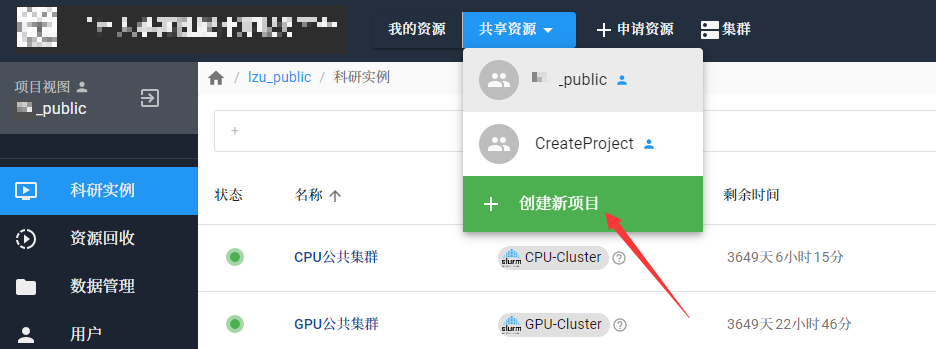 我的资源 共享资源 申请资源 集群
项目视图
_public
lzu_public / 科研实例
_public
CreateProject
创建新项目
+
科研实例
资源回收
数据管理
用户
状态 名称 剩余时间
CPU公共集群 slurm CPU-Cluster 3649天6小时15分
GPU公共集群 slurm GPU-Cluster 3649天22小时46分